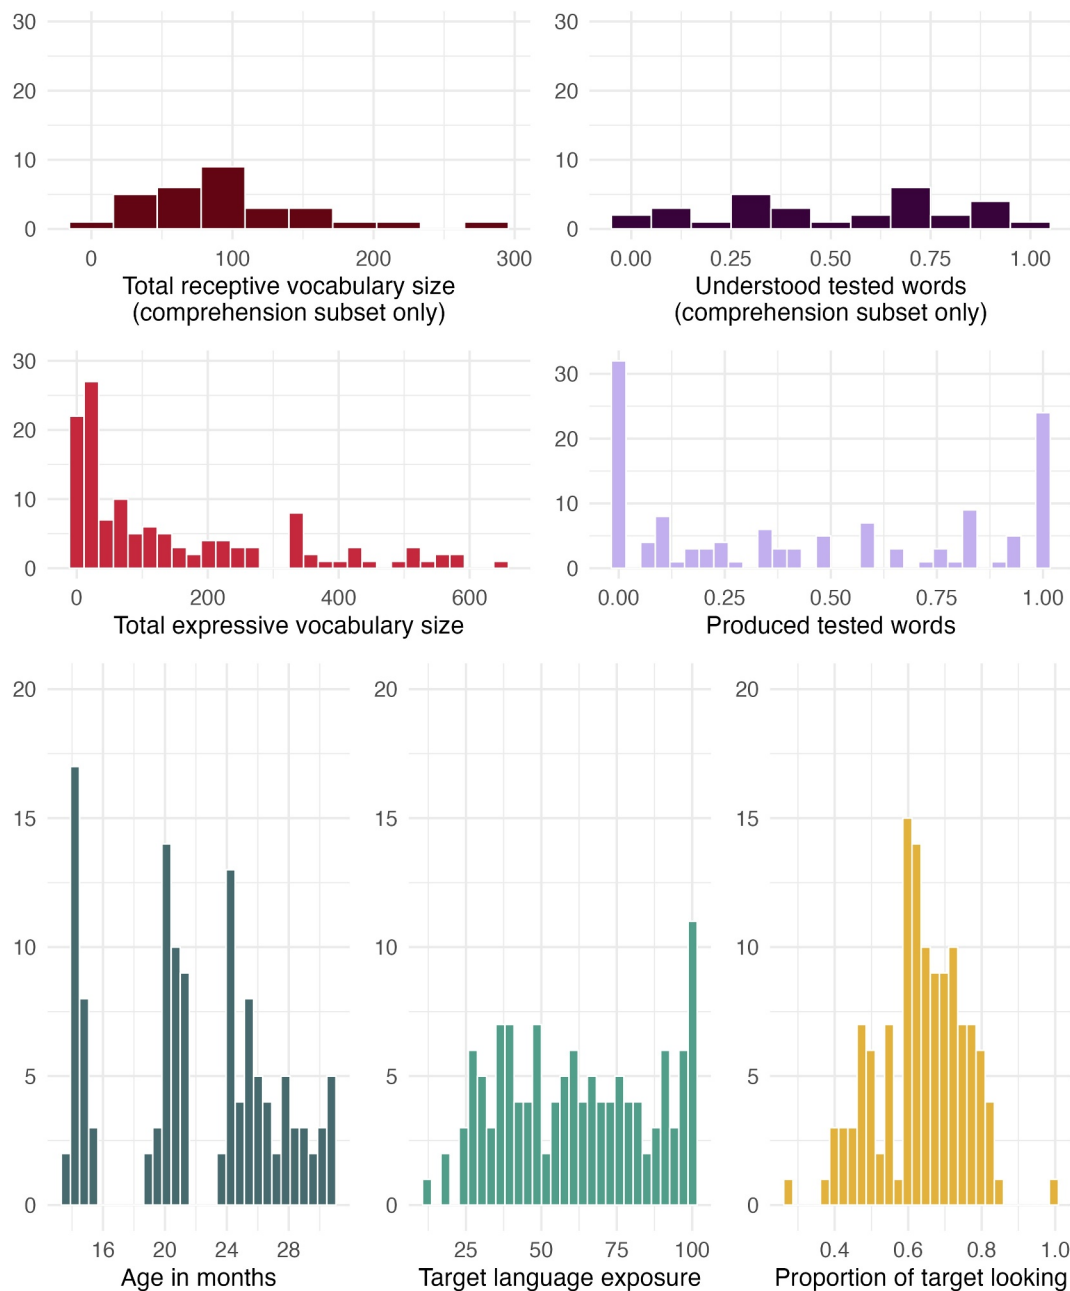 30
20
10
0
0 100 200 300
Total receptive vocabulary size
(comprehension subset only)
30
20
10
0
0.00 0.25 0.50 0.75 1.00
Understood tested words
(comprehension subset only)
30
20
10
0
0 200 400 600
Total expressive vocabulary size
30
20
10
0
0.00 0.25 0.50 0.75 1.00
Produced tested words
20
15
10
5
0
16 20 24 28
Age in months
20
15
10
5
0
25 50 75 100
Target language exposure
20
15
10
5
0
0.4 0.6 0.8 1.0
Proportion of target looking